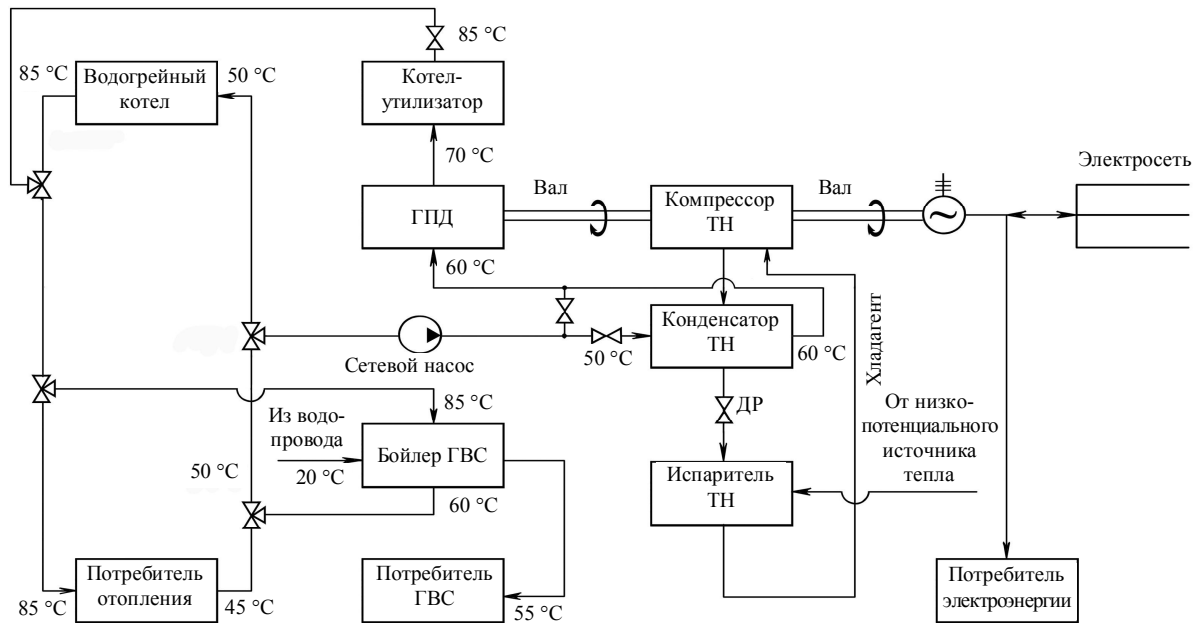 85 °C
85 °C
Водогрейный
котел
50 °C
Котел-
утилизатор
70 °C
Электросеть
Вал
Вал
ГПД
Компрессор
ТН
60 °C
Хладагент
Конденсатор
ТН
50 °C
60 °C
Сетевой насос
85 °C
ДР
Из водо-
провода
20 °C
Бойлер ГВС
От низко-
потенциального
источника
тепла
50 °C
60 °C
Испаритель
ТН
85 °C
Потребитель
отопления
45 °C
Потребитель
ГВС
55 °C
Потребитель
электроэнергии